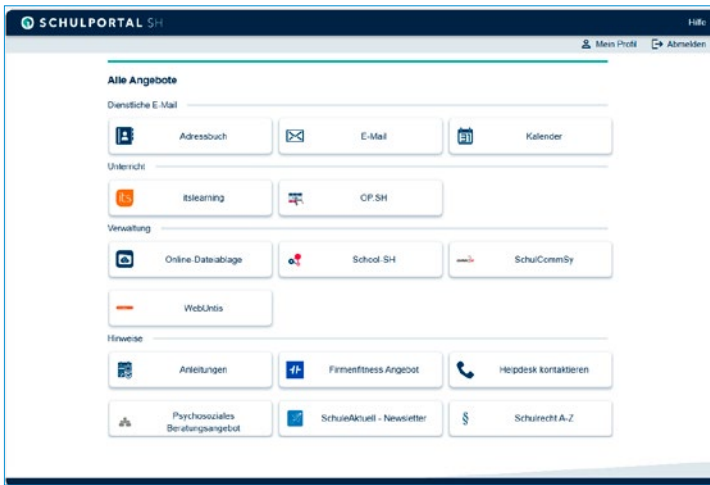 SCHULPORTAL SH
Hilfe
Mein Profil
Abmelden
Alle Angebote
Dienstliche E-Mail
Adressbuch
E-Mail
Kalender
Unterricht
its
itslearning
OP.SH
Verwaltung
Online-Dateiablage
School-SH
SchulCommSy
WebUntis
Hinweise
Anleitungen
Firmenfitness Angebot
Helpdesk kontaktieren
Psychosoziales
Beratungsangebot
SchuleAktuell - Newsletter
§
Schulrecht A-Z